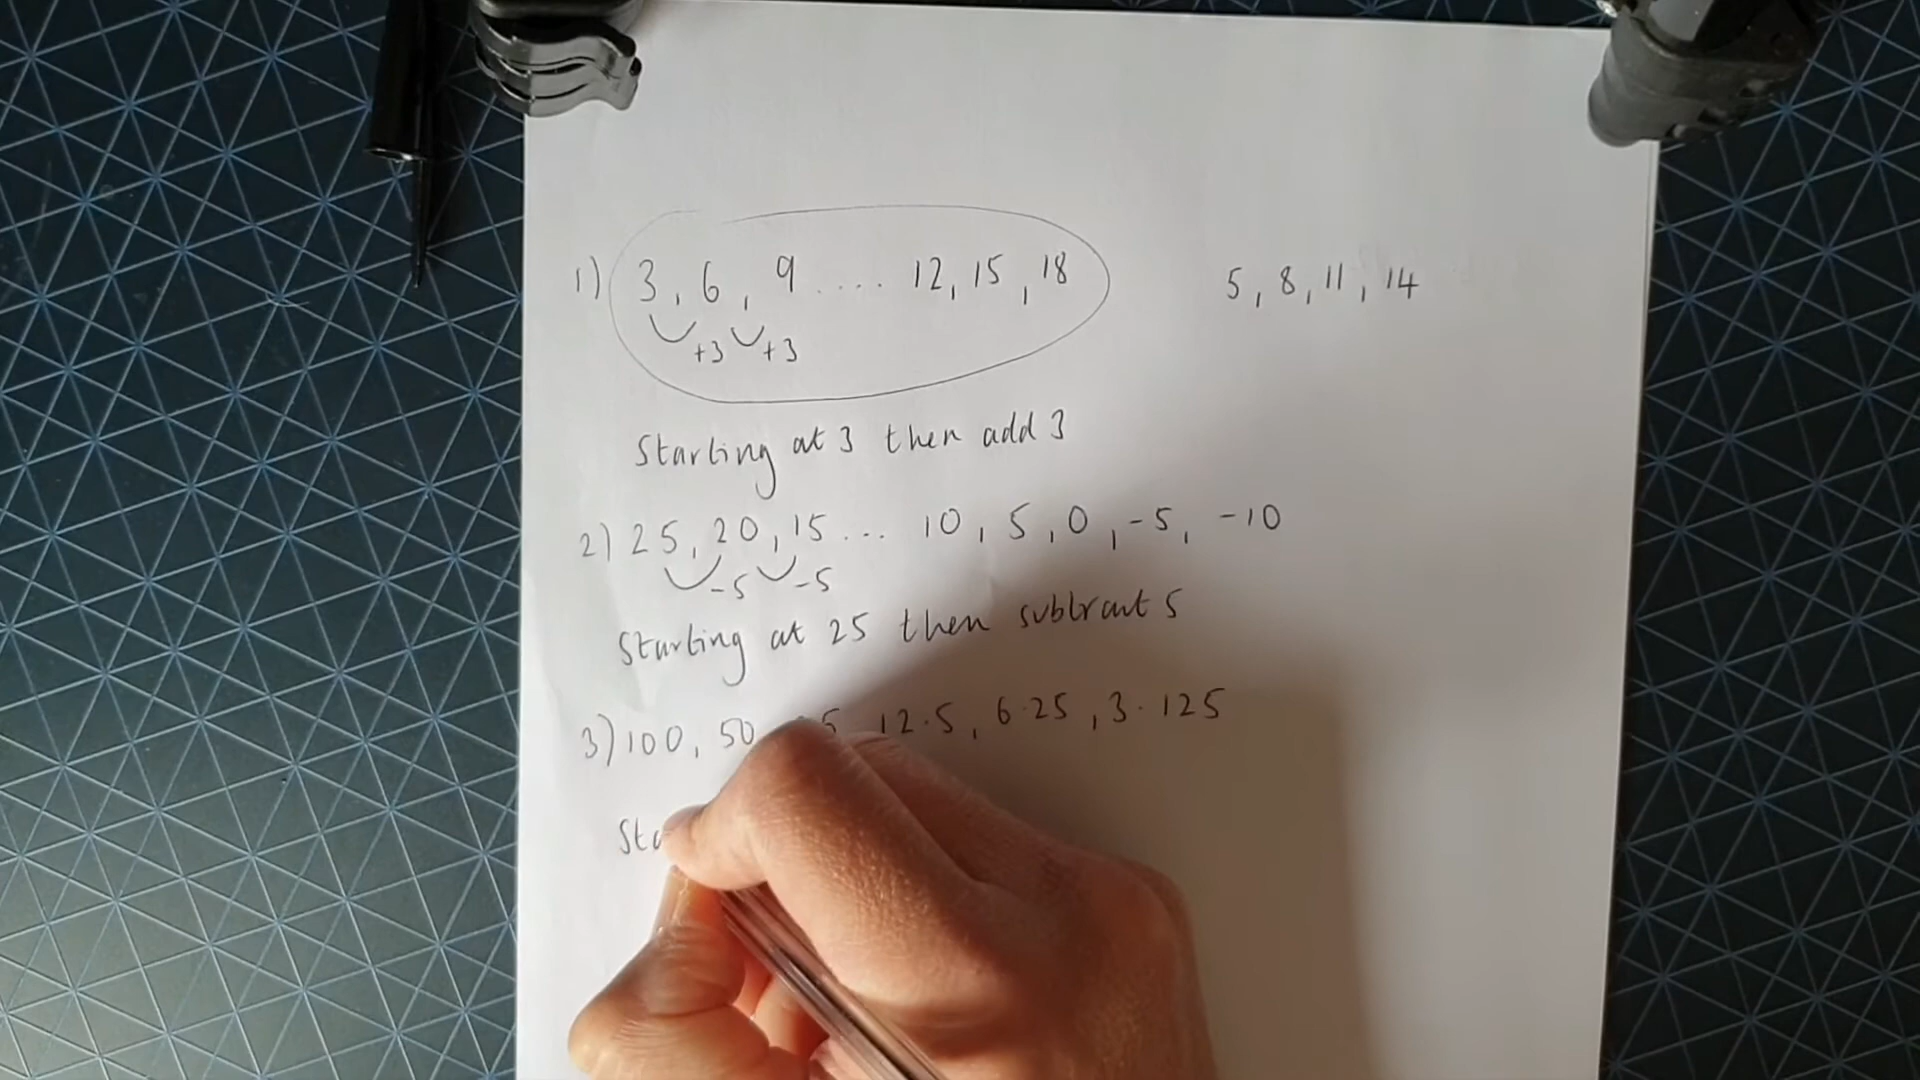 1) 3, 6, 9 .... 12, 15, 18 5, 8, 11, 14
+3 +3
Starting at 3 then add 3
2) 25, 20, 15 ... 10, 5, 0, -5, -10
-5 -5
Starting at 25 then subtract 5
3) 100, 50 5 12.5, 6.25, 3.125
Sta